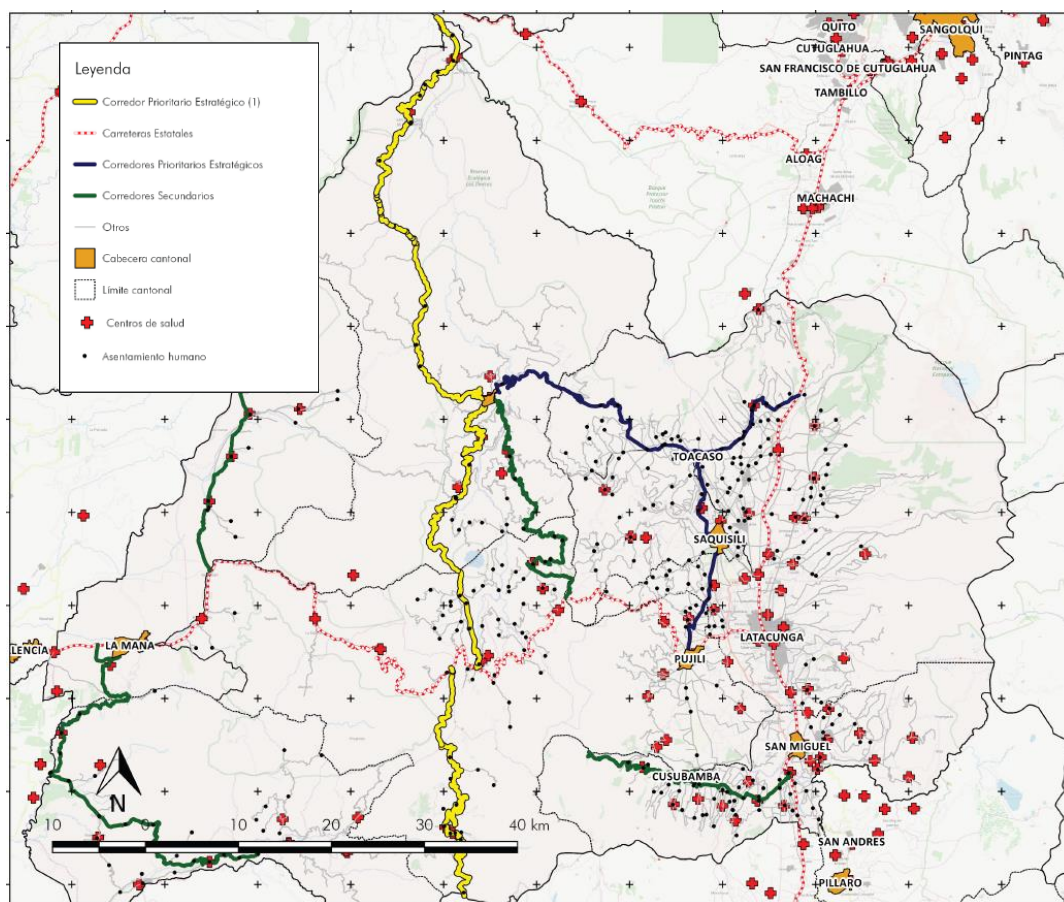 Leyenda
Corredor Prioritario Estratégico (1)
Carreteros Estatales
Corredores Prioritarios Estratégicos
Corredores Secundarios
Otros
Cabecera cantonal
Límite cantonal
Centros de salud
Asentamiento humano
QUITO
SANGOLQUI
CUTUGLAHUA
SAN FRANCISCO DE CUTUGLAHUA
PINTAG
TAMBILLO
ALOAG
MACHACHI
TOACASO
SAQUISILI
LATACUNGA
LENCIA
LA MANA
PUJILI
SAN MIGUEL
CUSUBAMBA
N
10 0 10 20 30 40 km
SAN ANDRES
PILLARO